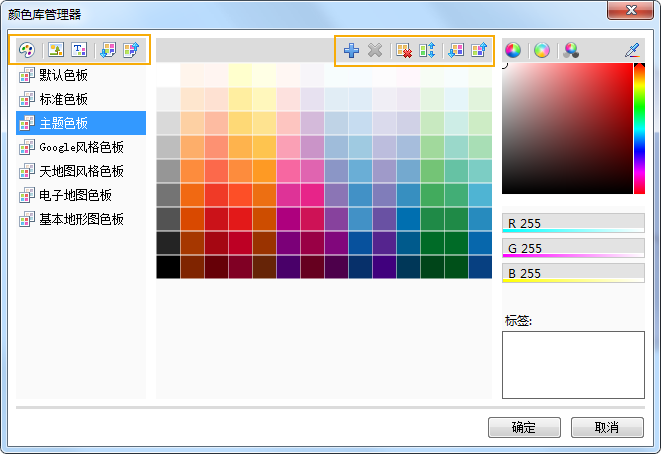 颜色库管理器
默认色板
标准色板
主题色板
Google风格色板
天地图风格色板
电子地图色板
基本地形图色板
R 255
G 255
B 255
标签:
确定
取消